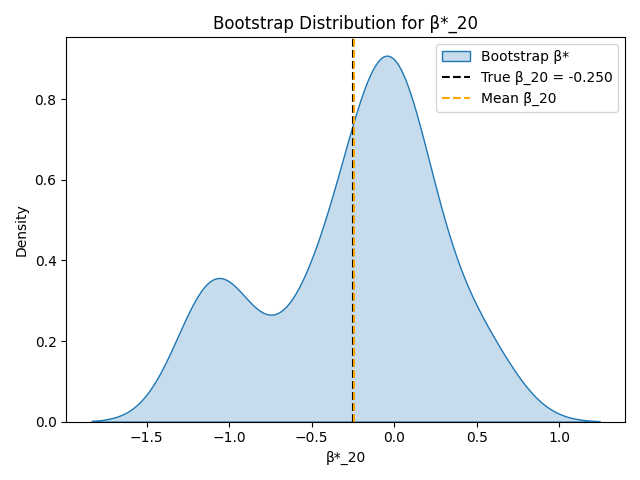 Bootstrap Distribution for β*_20
Bootstrap β*
True β_20 = -0.250
Mean β_20
Density
0.8
0.6
0.4
0.2
0.0
−1.5
−1.0
−0.5
0.0
0.5
1.0
β*_20